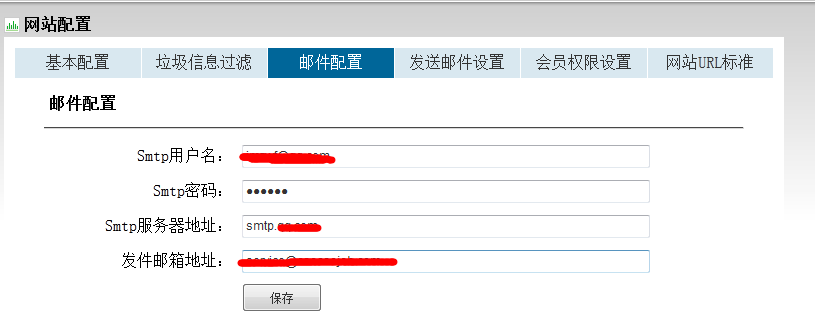 网站配置
基本配置 垃圾信息过滤 邮件配置 发送邮件设置 会员权限设置 网站URL标准
邮件配置
Smtp用户名：
Smtp密码： ●●●●●●
Smtp服务器地址： smtp.
发件邮箱地址：
保存